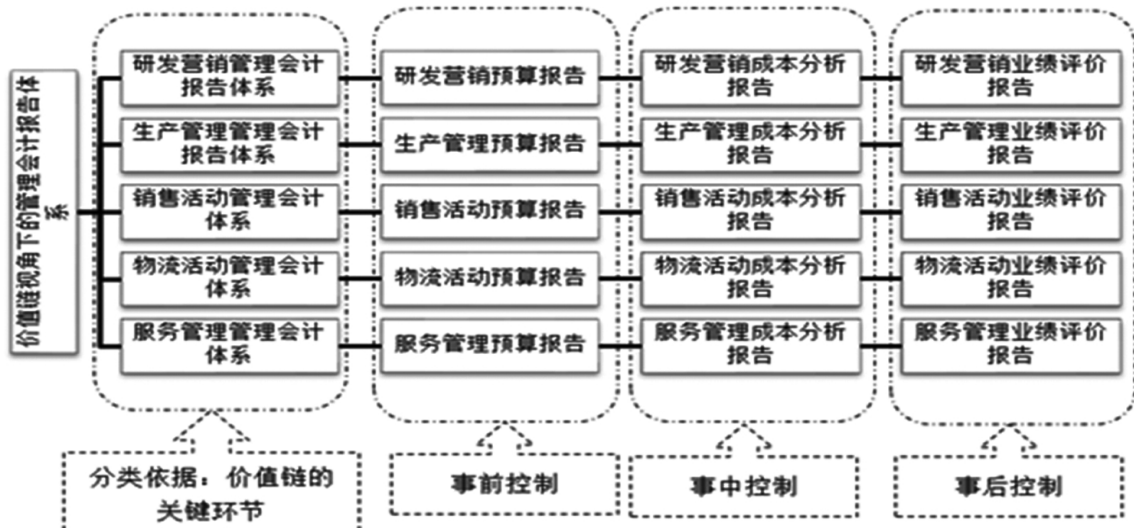 价值链视角下的管理会计报告体
系
研发营销管理会计
报告体系
研发营销预算报告
研发营销成本分析
报告
研发营销业绩评价
报告
生产管理管理会计
报告体系
生产管理预算报告
生产管理成本分析
报告
生产管理业绩评价
报告
销售活动管理会计
体系
销售活动预算报告
销售活动成本分析
报告
销售活动业绩评价
报告
物流活动管理会计
体系
物流活动预算报告
物流活动成本分析
报告
物流活动业绩评价
报告
服务管理管理会计
体系
服务管理预算报告
服务管理成本分析
报告
服务管理业绩评价
报告
分类依据：价值链的
关键环节
事前控制
事中控制
事后控制